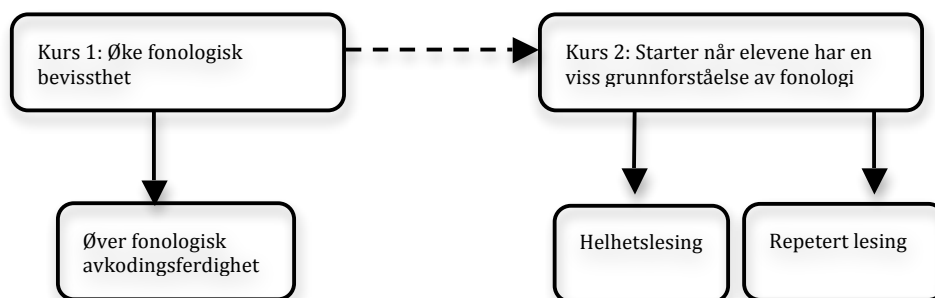 Kurs 1: Øke fonologisk
bevissthet
Kurs 2: Starter når elevene har en
viss grunnforståelse av fonologi
Øver fonologisk
avkodingsferdighet
Helhetslesing
Repetert lesing